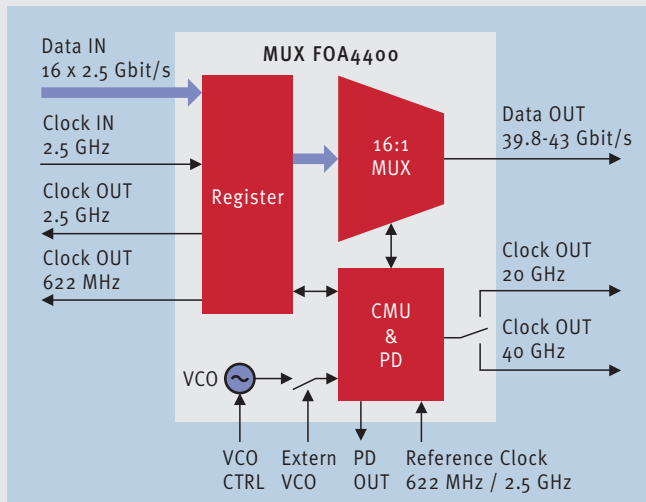 MUX FOA4400
Data IN
16 x 2.5 Gbit/s
Clock IN
2.5 GHz
Clock OUT
2.5 GHz
Clock OUT
622 MHz
Register
16:1
MUX
Data OUT
39.8-43 Gbit/s
CMU
&
PD
Clock OUT
20 GHz
Clock OUT
40 GHz
VCO
VCO
CTRL
Extern
VCO
PD
OUT
Reference Clock
622 MHz / 2.5 GHz